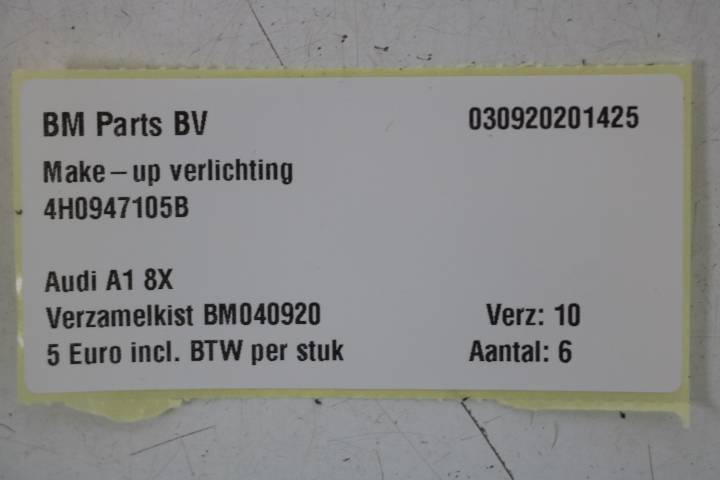 BM Parts BV 030920201425
Make-up verlichting
4H0947105B
Audi A1 8X
Verzamelkist BM040920 Verz: 10
5 Euro incl. BTW per stuk Aantal: 6